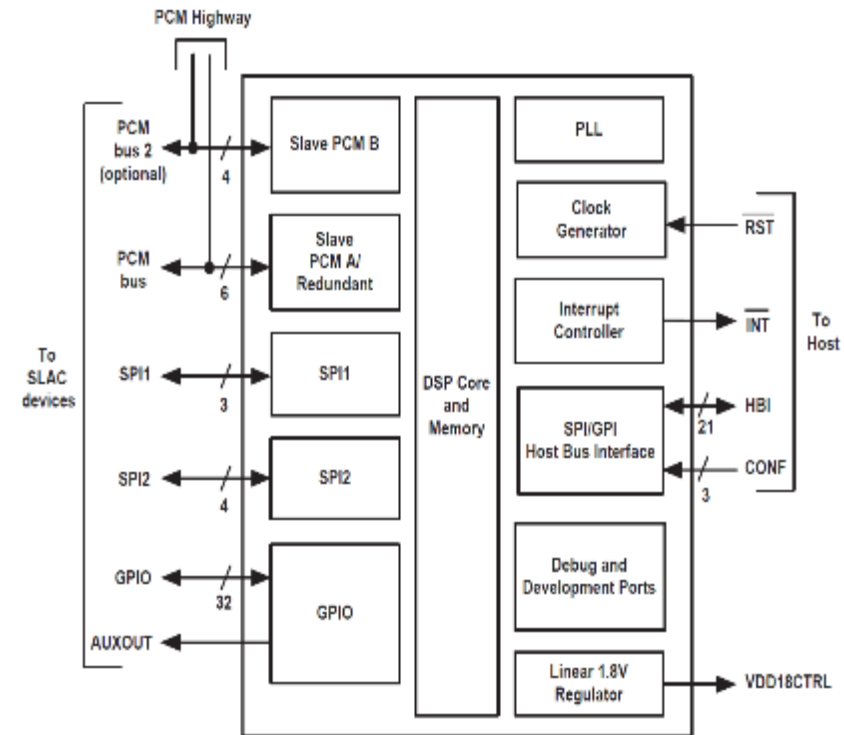 PCM Highway
To
SLAC
devices
PCM
bus 2
(optional)
4
PCM
bus
6
SPI1
3
SPI2
4
GPIO
32
AUXOUT
Slave PCM B
Slave
PCM A/
Redundant
SPI1
SPI2
GPIO
DSP Core
and
Memory
PLL
Clock
Generator
Interrupt
Controller
SPI/GPI
Host Bus Interface
Debug and
Development Ports
Linear 1.8V
Regulator
RST
INT
HBI
21
CONF
3
VDD18CTRL
To
Host